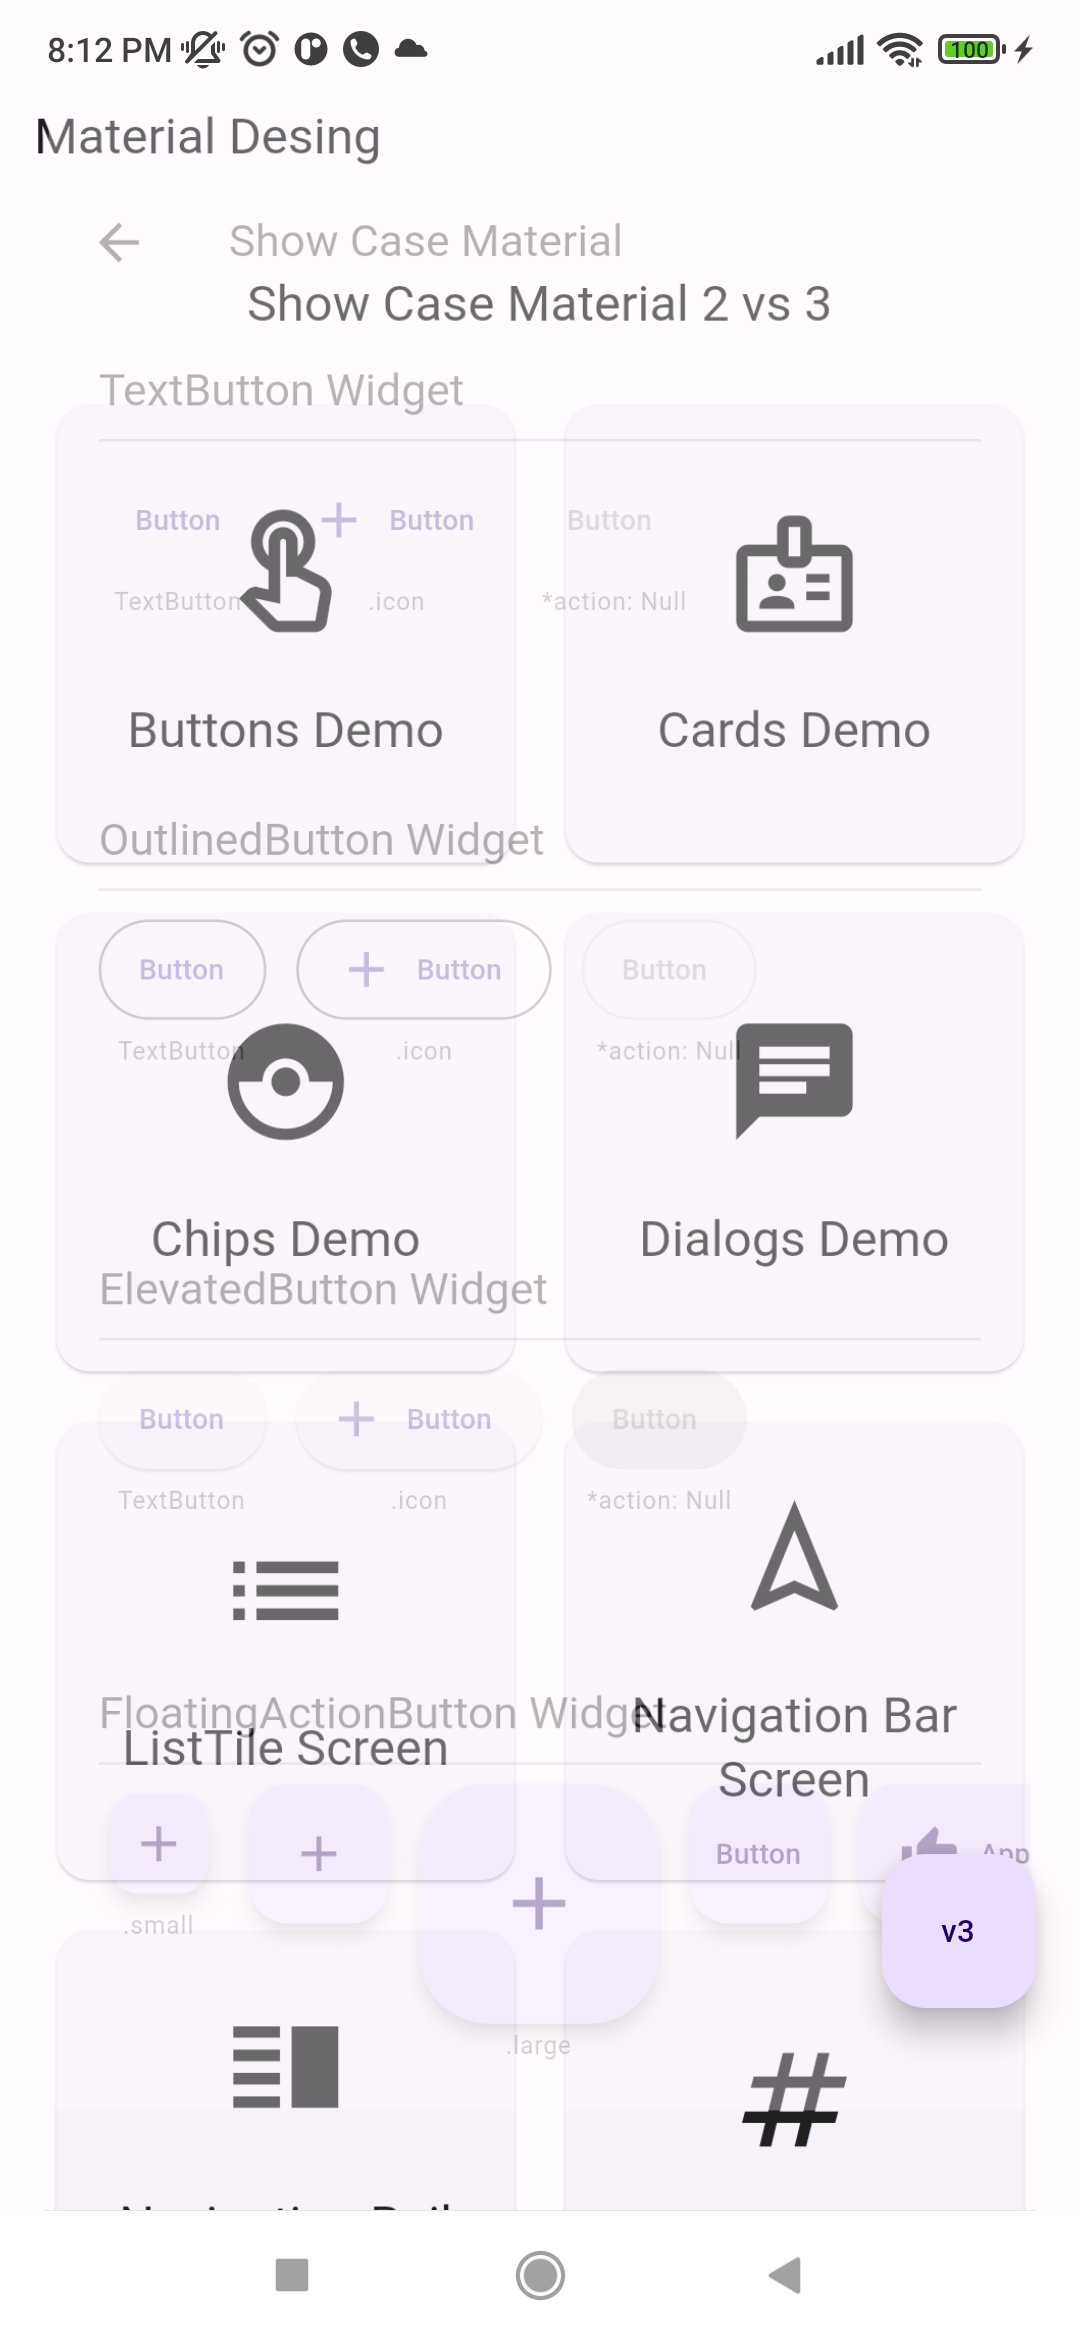 8:12 PM
100
Material Desing
Show Case Material
Show Case Material 2 vs 3
TextButton Widget
Button
Button
Button
TextButton
.icon
*action: Null
Buttons Demo
Cards Demo
OutlinedButton Widget
Button
Button
Button
TextButton
.icon
*action: Null
Chips Demo
Dialogs Demo
ElevatedButton Widget
Button
Button
Button
TextButton
.icon
*action: Null
FloatingActionButton Widget
ListTile Screen
Navigation Bar
Screen
Button
App
.small
v3
.large